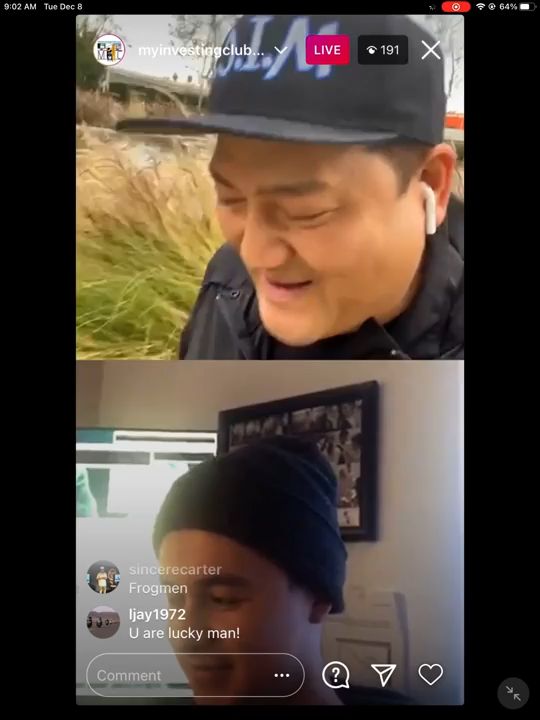 9:02 AM Tue Dec 8
64%
myinvestingclub...
LIVE
191
sincerecarter
Frogmen
ljay1972
U are lucky man!
Comment